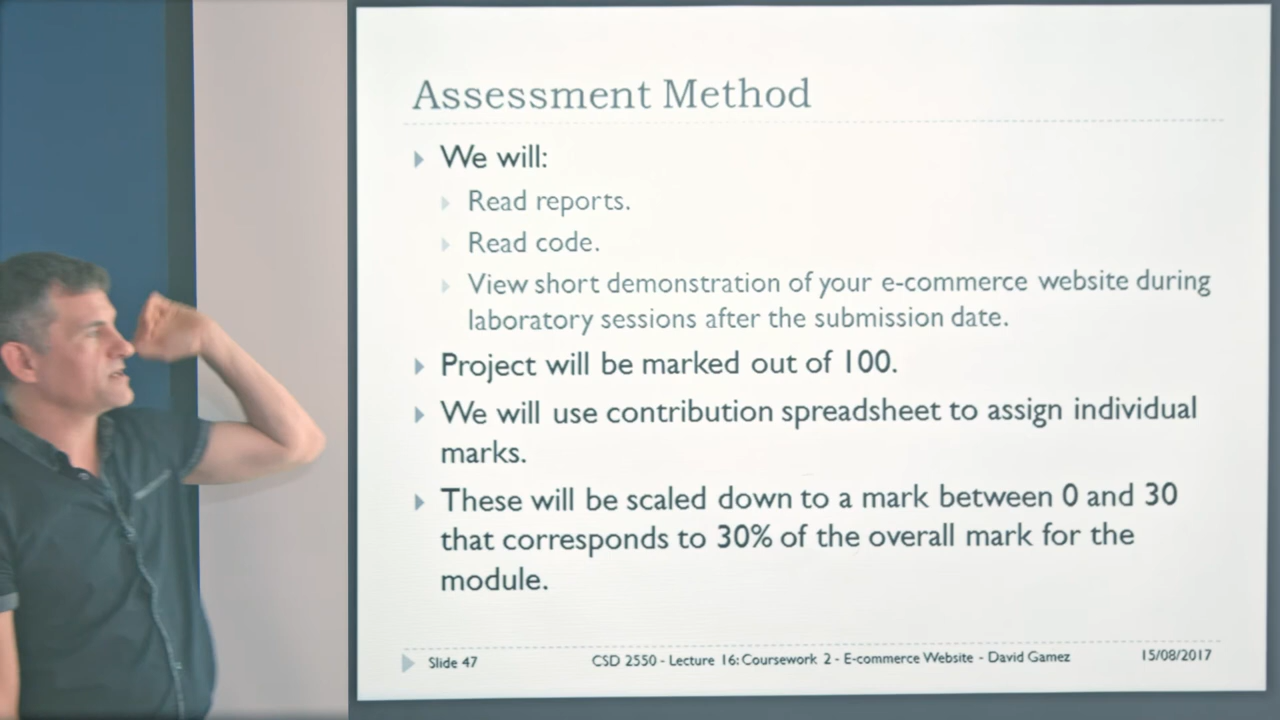 Assessment Method
We will:
Read reports.
Read code.
View short demonstration of your e-commerce website during
laboratory sessions after the submission date.
Project will be marked out of 100.
We will use contribution spreadsheet to assign individual
marks.
These will be scaled down to a mark between 0 and 30
that corresponds to 30% of the overall mark for the
module.
Slide 47
CSD 2550 - Lecture 16: Coursework 2 - E-commerce Website - David Gamez
15/08/2017